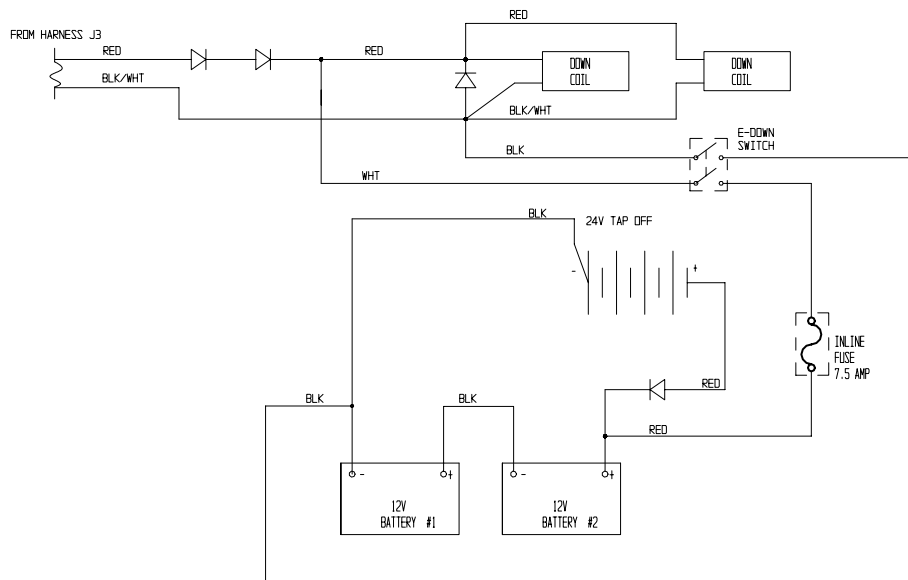 RED
FROM HARNESS J3
RED
RED
BLK/WHT
DOWN
COIL
DOWN
COIL
BLK/WHT
E-DOWN
SWITCH
BLK
WHT
BLK
24V TAP OFF
-
+
INLINE
FUSE
7.5 AMP
RED
BLK
BLK
RED
-
+
-
+
12V
BATTERY #1
12V
BATTERY #2